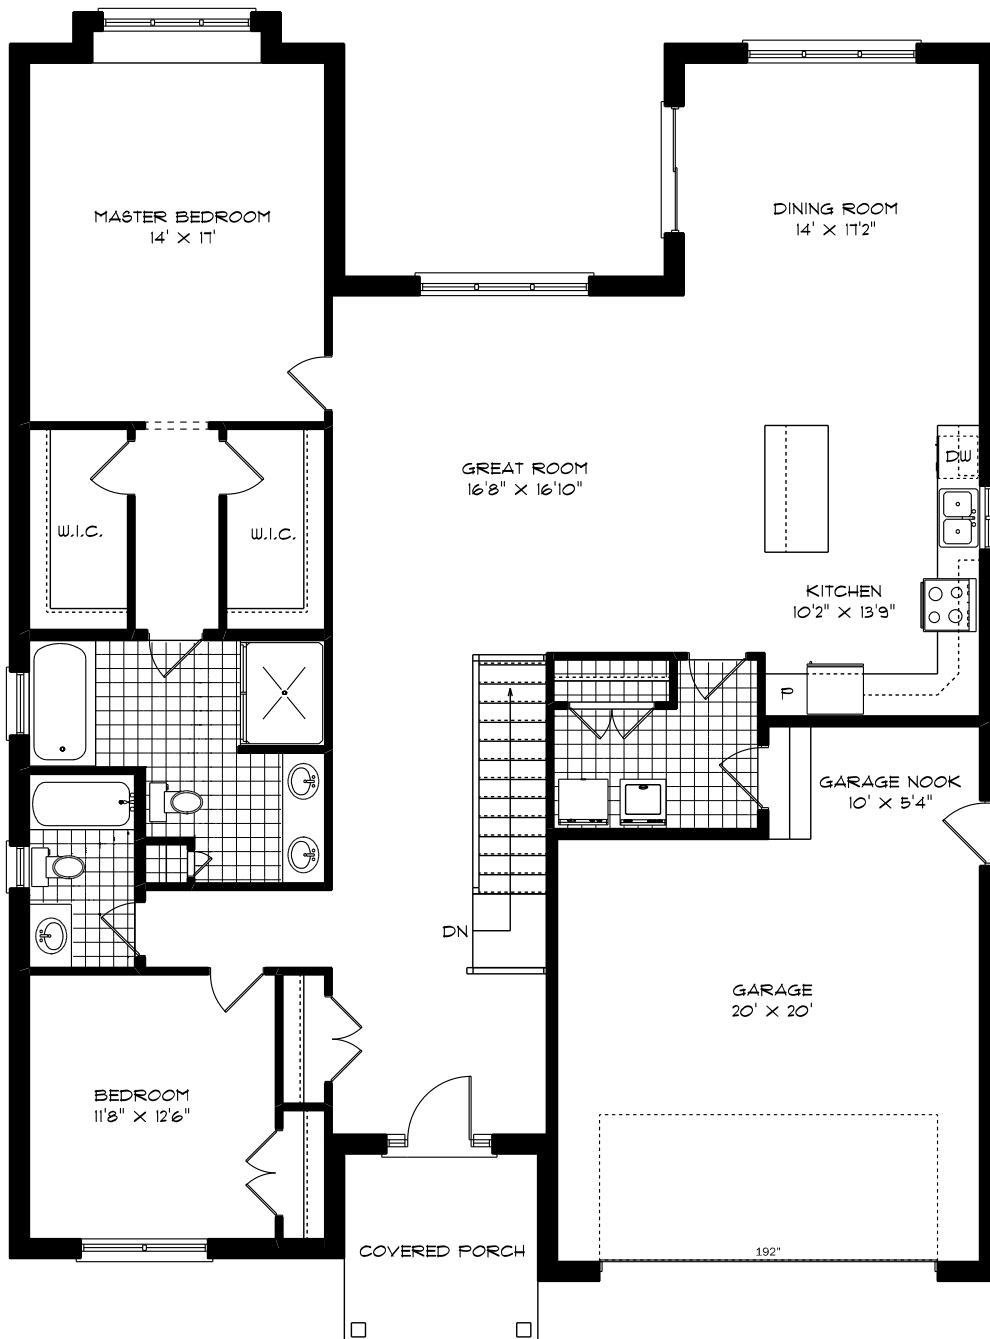 MASTER BEDROOM
14' X 17'
DINING ROOM
14' X 17'2"
GREAT ROOM
16'8" X 16'10"
DW
W.I.C.
W.I.C.
KITCHEN
10'2" X 13'9"
GARAGE NOOK
10' X 5'4"
DN
GARAGE
20' X 20'
BEDROOM
11'8" X 12'6"
COVERED PORCH
192"